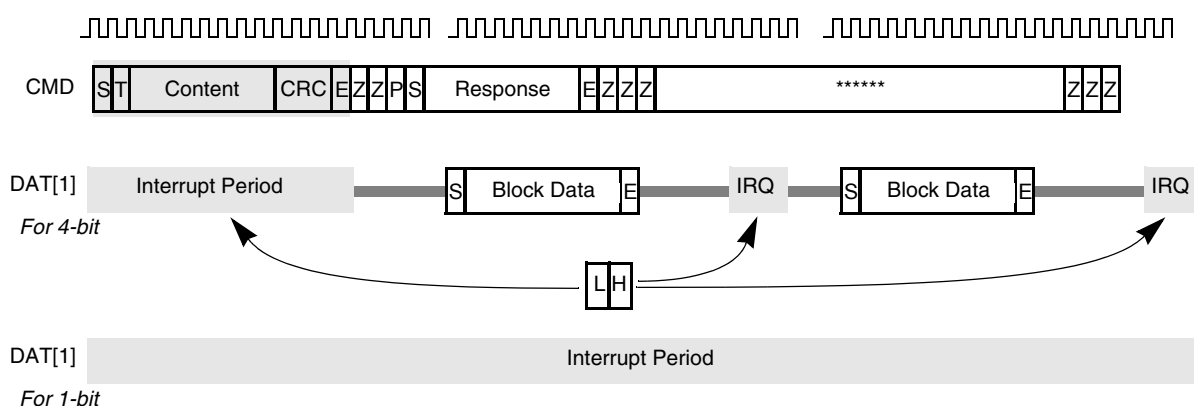 CMD S T Content CRC E Z Z P S Response E Z Z Z ****** Z Z Z
DAT[1] Interrupt Period S Block Data E IRQ S Block Data E IRQ
For 4-bit
L H
DAT[1] Interrupt Period
For 1-bit